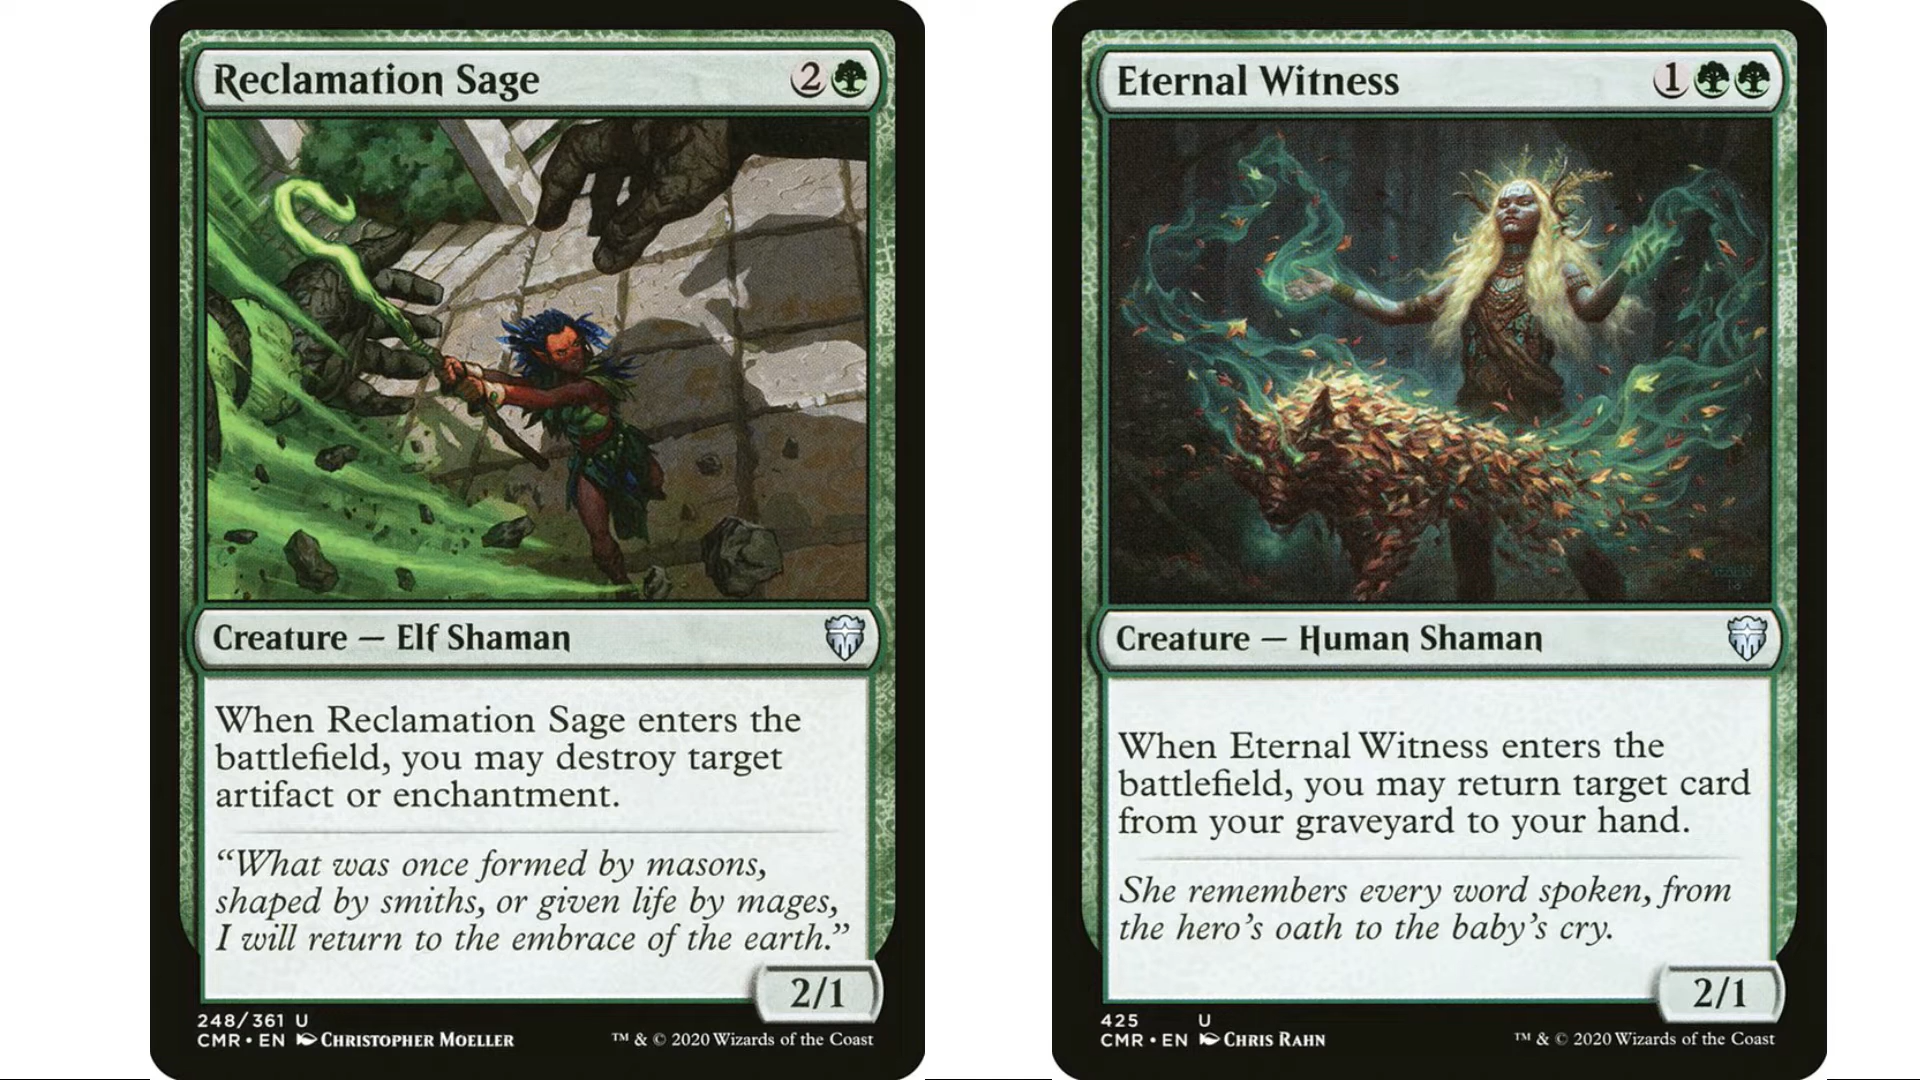 Reclamation Sage 2
Creature — Elf Shaman
When Reclamation Sage enters the
battlefield, you may destroy target
artifact or enchantment.
“What was once formed by masons,
shaped by smiths, or given life by mages,
I will return to the embrace of the earth.”
2/1
248/361 U
CMR • EN Christopher Moeller
™ & © 2020 Wizards of the Coast
Eternal Witness 1
Creature — Human Shaman
When Eternal Witness enters the
battlefield, you may return target card
from your graveyard to your hand.
She remembers every word spoken, from
the hero’s oath to the baby’s cry.
2/1
425 U
CMR • EN Chris Rahn
™ & © 2020 Wizards of the Coast